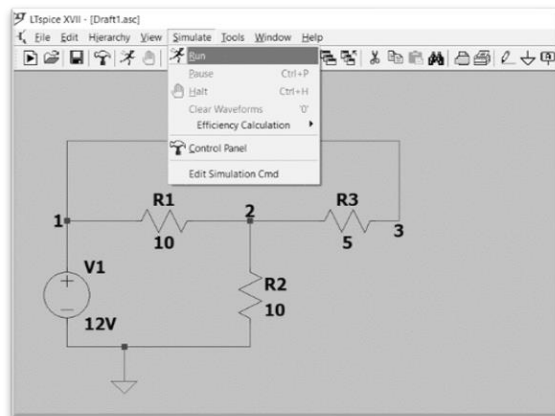 LTspice XVII - [Draft1.asc]
File Edit Hierarchy View Simulate Tools Window Help
Run
Pause Ctrl+P
Halt Ctrl+H
Clear Waveforms '0'
Efficiency Calculation
Control Panel
Edit Simulation Cmd
R1 R3
1 2 3
10 5
V1 R2
12V 10